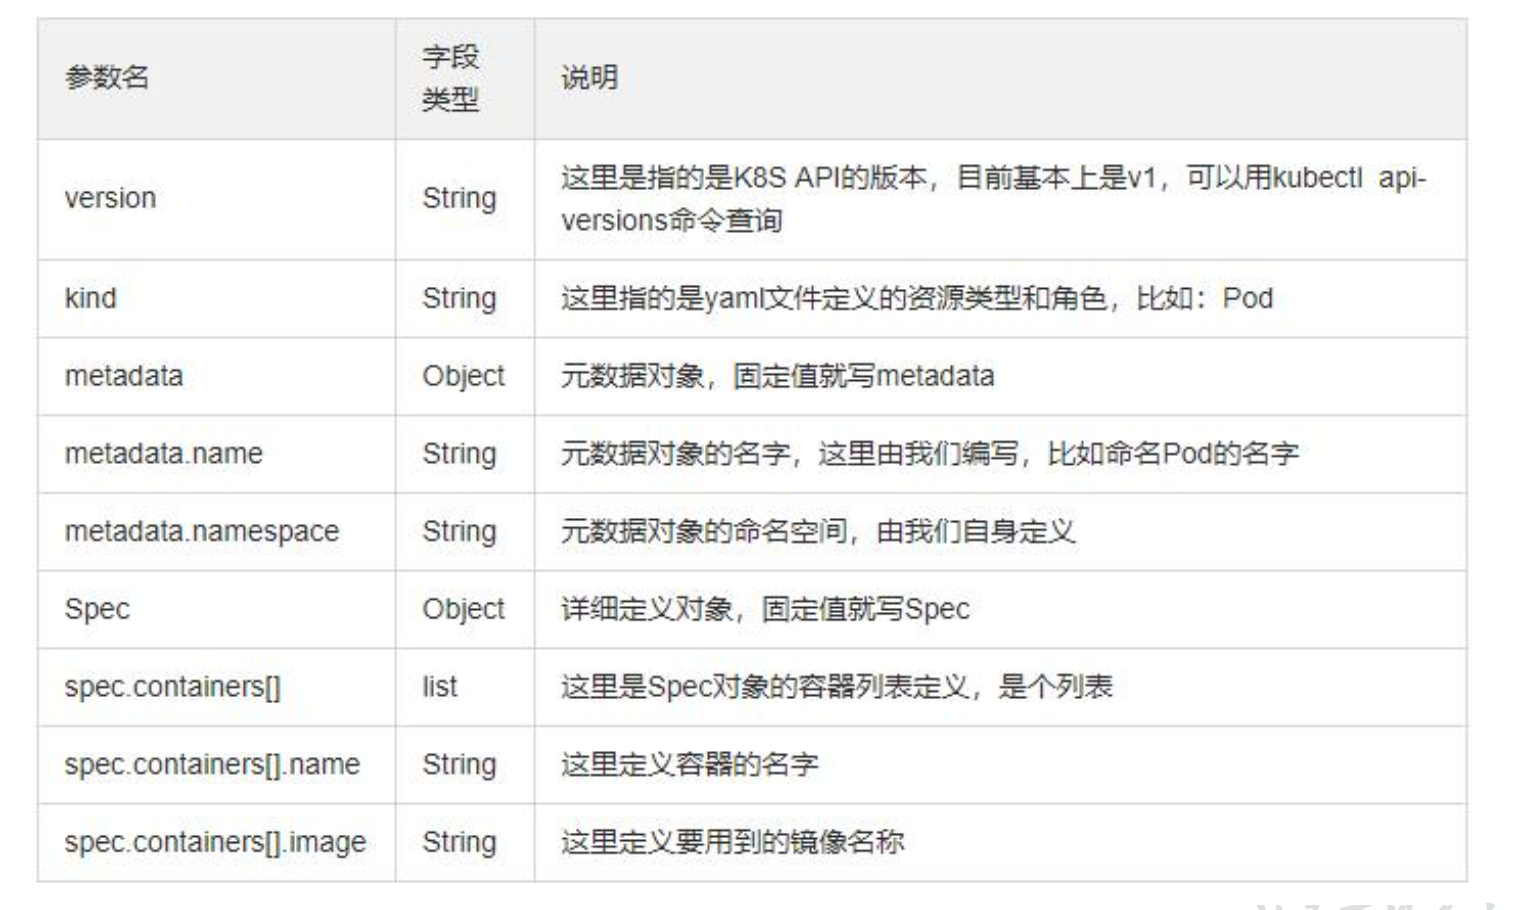 参数名
字段
类型
说明
version
String
这里是指的是K8S API的版本，目前基本上是v1，可以用kubectl api-
versions命令查询
kind
String
这里指的是yaml文件定义的资源类型和角色，比如：Pod
metadata
Object
元数据对象，固定值就写metadata
metadata.name
String
元数据对象的名字，这里由我们编写，比如命名Pod的名字
metadata.namespace
String
元数据对象的命名空间，由我们自身定义
Spec
Object
详细定义对象，固定值就写Spec
spec.containers[]
list
这里是Spec对象的容器列表定义，是个列表
spec.containers[].name
String
这里定义容器的名字
spec.containers[].image
String
这里定义要用到的镜像名称